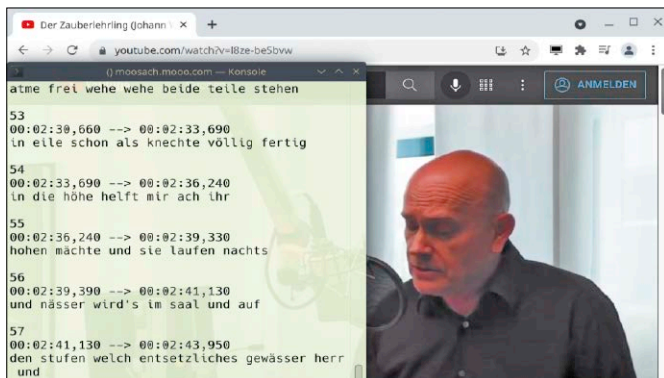 Der Zauberlehrling (Johann
youtube.com/watch?v=l8ze-be5bvw
() moosach.mooo.com — Konsole
ANMELDEN
atme frei wehe wehe beide teile stehen
53
00:02:30,660 --> 00:02:33,690
in eile schon als knechte völlig fertig
54
00:02:33,690 --> 00:02:36,240
in die höhe helft mir ach ihr
55
00:02:36,240 --> 00:02:39,330
hohen mächte und sie laufen nachts
56
00:02:39,390 --> 00:02:41,130
und nässer wird's im saal und auf
57
00:02:41,130 --> 00:02:43,950
den stufen welch entsetzliches gewässer herr
und